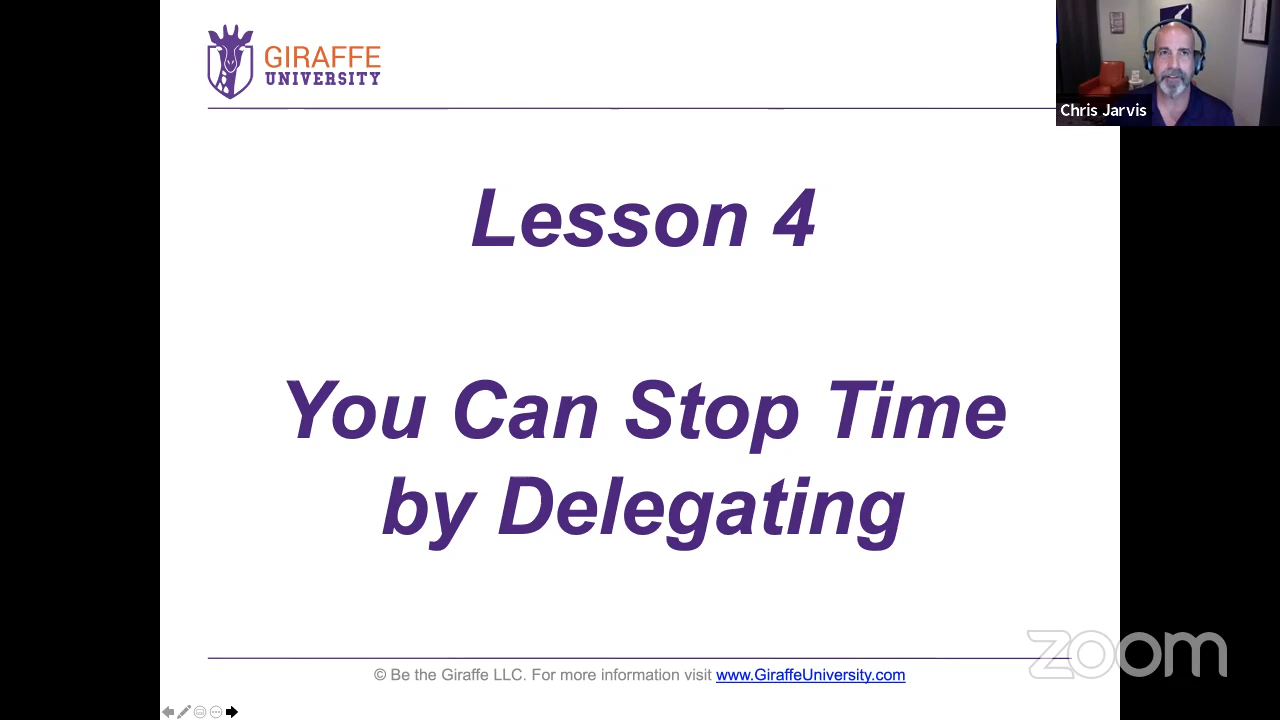 GIRAFFE
UNIVERSITY
Chris Jarvis
Lesson 4
You Can Stop Time
by Delegating
© Be the Giraffe LLC. For more information visit www.GiraffeUniversity.com
zoom